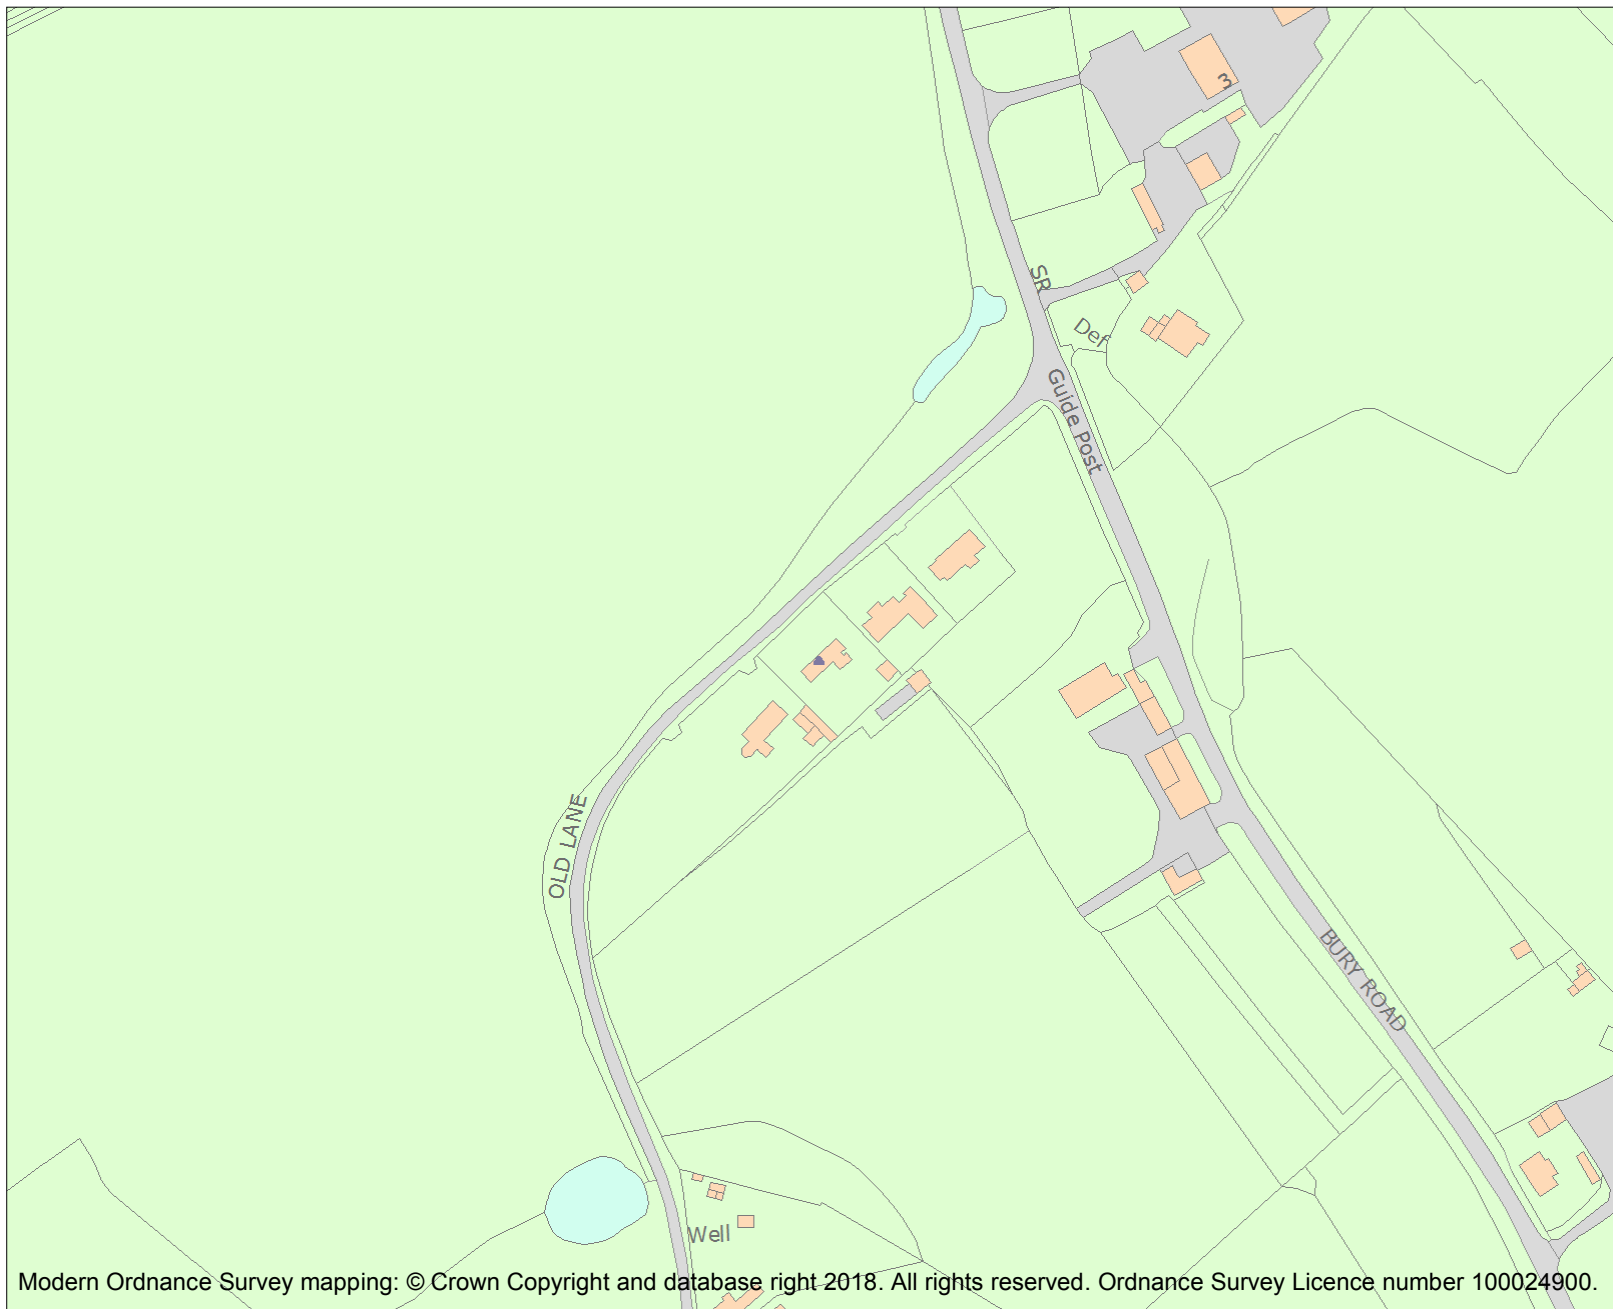 3
SR
Def
Guide Post
OLD LANE
BURY ROAD
Well
Modern Ordnance Survey mapping: © Crown Copyright and database right 2018. All rights reserved. Ordnance Survey Licence number 100024900.